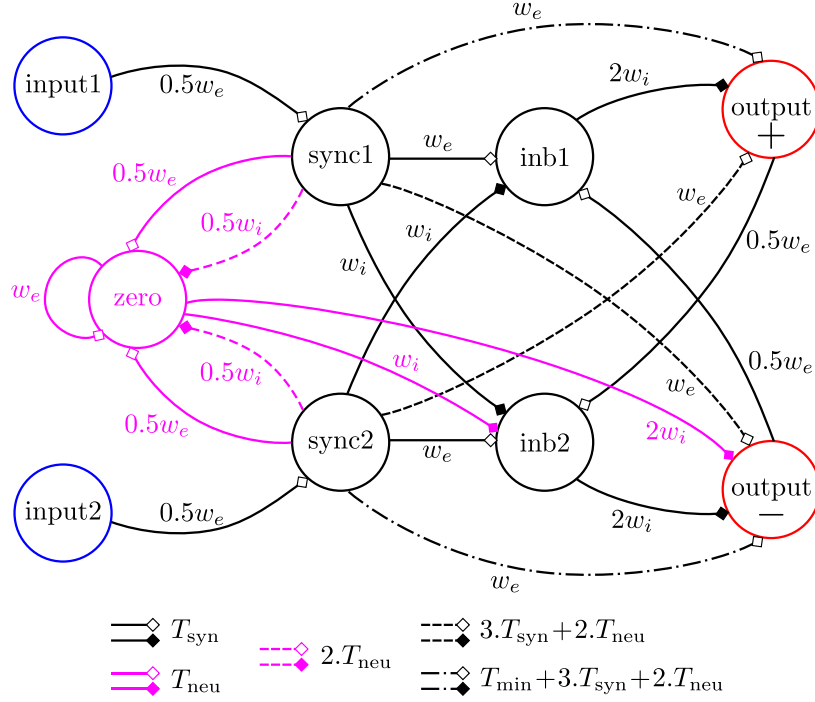 w_e
input1
0.5w_e
2w_i
output
+
sync1
w_e
inb1
0.5w_e
w_e
0.5w_i
w_i
w_i
0.5w_e
w_e
zero
w_i
0.5w_e
0.5w_i
w_e
0.5w_e
2w_i
sync2
w_e
inb2
output
−
input2
0.5w_e
2w_i
w_e
T_syn
3.T_syn+2.T_neu
2.T_neu
T_neu
T_min+3.T_syn+2.T_neu